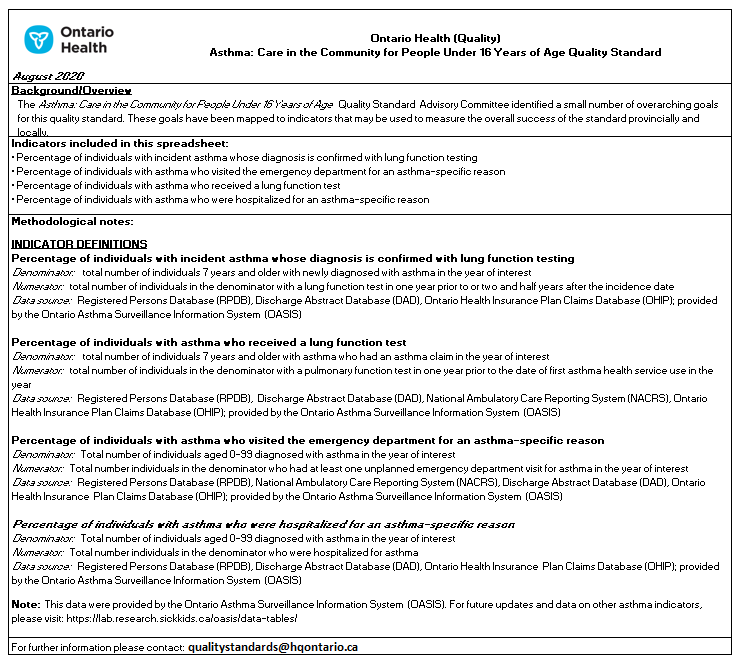 Ontario
Health
Ontario Health (Quality)
Asthma: Care in the Community for People Under 16 Years of Age Quality Standard
August 2020
Background/Overview
The Asthma: Care in the Community for People Under 16 Years of Age Quality Standard Advisory Committee identified a small number of overarching goals
for this quality standard. These goals have been mapped to indicators that may be used to measure the overall success of the standard provincially and
locally.
Indicators included in this spreadsheet:
• Percentage of individuals with incident asthma whose diagnosis is confirmed with lung function testing
• Percentage of individuals with asthma who visited the emergency department for an asthma-specific reason
• Percentage of individuals with asthma who received a lung function test
• Percentage of individuals with asthma who were hospitalized for an asthma-specific reason
Methodological notes:
INDICATOR DEFINITIONS
Percentage of individuals with incident asthma whose diagnosis is confirmed with lung function testing
Denominator: total number of individuals 7 years and older with newly diagnosed with asthma in the year of interest
Numerator: total number of individuals in the denominator with a lung function test in one year prior to or two and half years after the incidence date
Data source: Registered Persons Database (RPDB), Discharge Abstract Database (DAD), Ontario Health Insurance Plan Claims Database (OHIP); provided
by the Ontario Asthma Surveillance Information System (OASIS)
Percentage of individuals with asthma who received a lung function test
Denominator: total number of individuals 7 years and older with asthma who had an asthma claim in the year of interest
Numerator: total number of individuals in the denominator with a pulmonary function test in one year prior to the date of first asthma health service use in the
year
Data source: Registered Persons Database (RPDB), Discharge Abstract Database (DAD), National Ambulatory Care Reporting System (NACRS), Ontario
Health Insurance Plan Claims Database (OHIP); provided by the Ontario Asthma Surveillance Information System (OASIS)
Percentage of individuals with asthma who visited the emergency department for an asthma-specific reason
Denominator: Total number of individuals aged 0-99 diagnosed with asthma in the year of interest
Numerator: Total number individuals in the denominator who had at least one unplanned emergency department visit for asthma in the year of interest
Data source: Registered Persons Database (RPDB), National Ambulatory Care Reporting System (NACRS), Discharge Abstract Database (DAD), Ontario
Health Insurance Plan Claims Database (OHIP); provided by the Ontario Asthma Surveillance Information System (OASIS)
Percentage of individuals with asthma who were hospitalized for an asthma-specific reason
Denominator: Total number of individuals aged 0-99 diagnosed with asthma in the year of interest
Numerator: Total number individuals in the denominator who were hospitalized for asthma
Data source: Registered Persons Database (RPDB), Discharge Abstract Database (DAD), Ontario Health Insurance Plan Claims Database (OHIP); provided
by the Ontario Asthma Surveillance Information System (OASIS)
Note: This data were provided by the Ontario Asthma Surveillance Information System (OASIS). For future updates and data on other asthma indicators,
please visit: https://lab.research.sickkids.ca/oasis/data-tables/
For further information please contact: qualitystandards@hqontario.ca